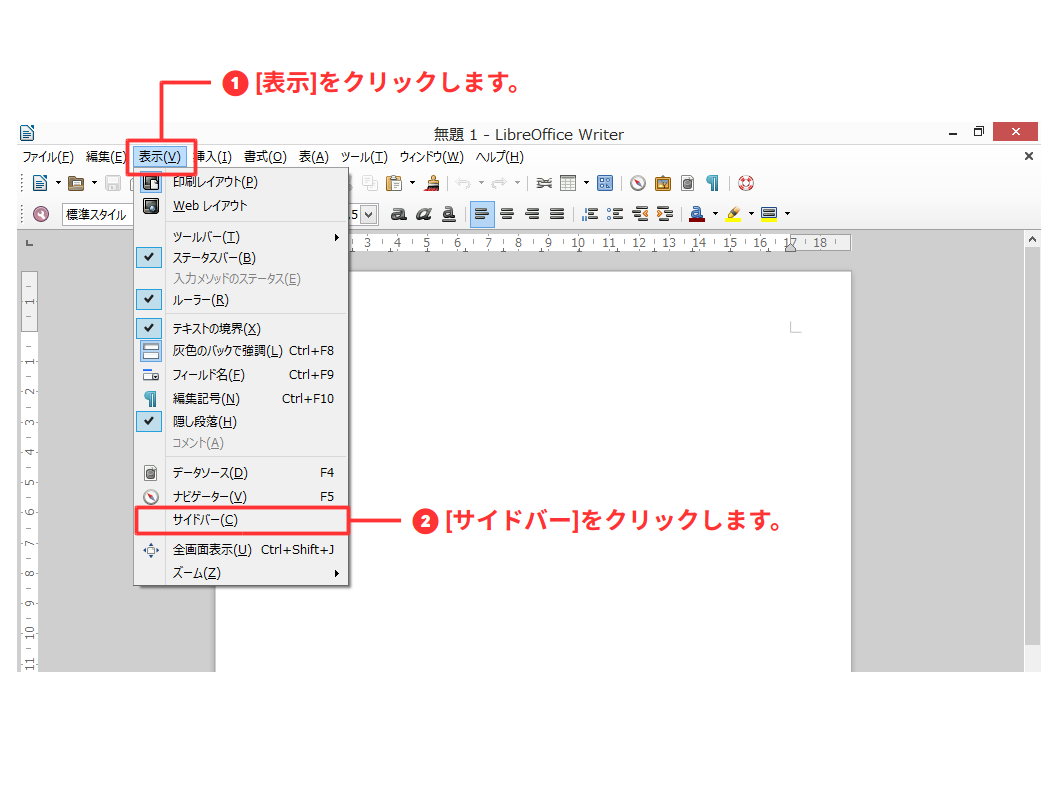 1 [表示]をクリックします。
無題 1 - LibreOffice Writer
ファイル(F) 編集(E) 表示(V) 挿入(I) 書式(O) 表(A) ツール(T) ウィンドウ(W) ヘルプ(H)
印刷レイアウト(P)
標準スタイル
Web レイアウト
ツールバー(T)
3 4 5 6 7 8 9 10 11 12 13 14 15 16 17 18
ステータスバー(B)
入力メソッドのステータス(E)
ルーラー(R)
テキストの境界(X)
灰色のバックで強調(L) Ctrl+F8
フィールド名(F) Ctrl+F9
編集記号(N) Ctrl+F10
隠し段落(H)
コメント(A)
データソース(D) F4
ナビゲーター(V) F5
サイドバー(C)
2 [サイドバー]をクリックします。
全画面表示(U) Ctrl+Shift+J
ズーム(Z)
1
1
2
3
4
5
6
7
8
9
10
11